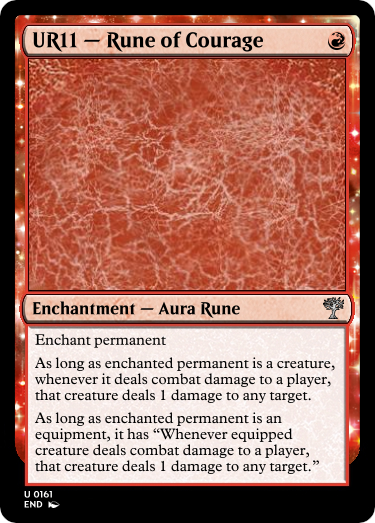 UR11 — Rune of Courage
Enchantment — Aura Rune
Enchant permanent
As long as enchanted permanent is a creature,
whenever it deals combat damage to a player,
that creature deals 1 damage to any target.
As long as enchanted permanent is an
equipment, it has “Whenever equipped
creature deals combat damage to a player,
that creature deals 1 damage to any target.”
U 0161
END